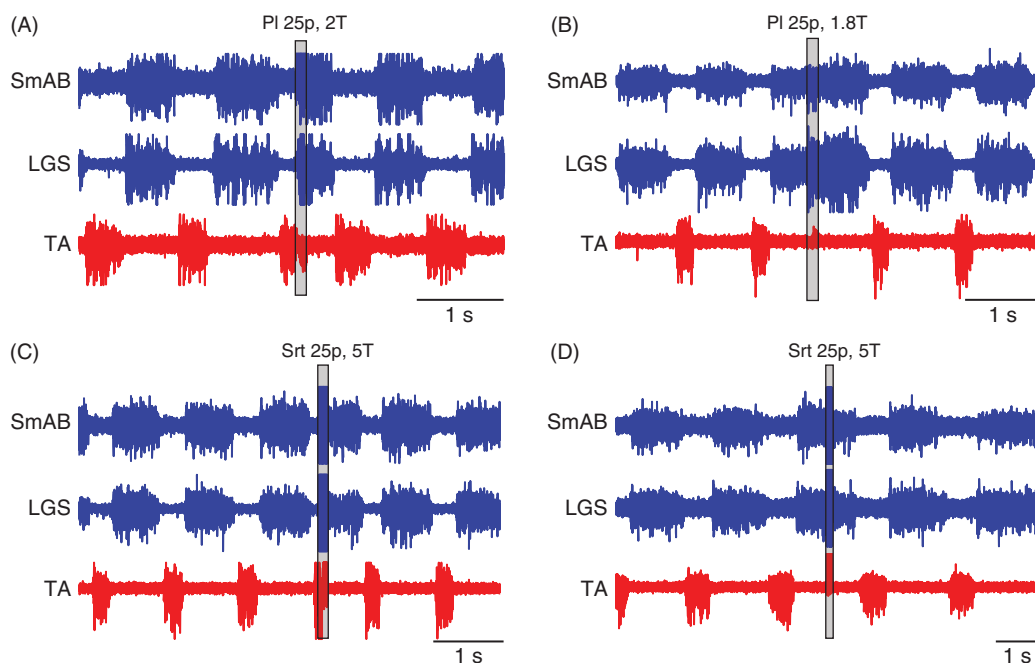 (A)
Pl 25p, 2T
SmAB
LGS
TA
1 s
(B)
Pl 25p, 1.8T
SmAB
LGS
TA
1 s
(C)
Srt 25p, 5T
SmAB
LGS
TA
1 s
(D)
Srt 25p, 5T
SmAB
LGS
TA
1 s